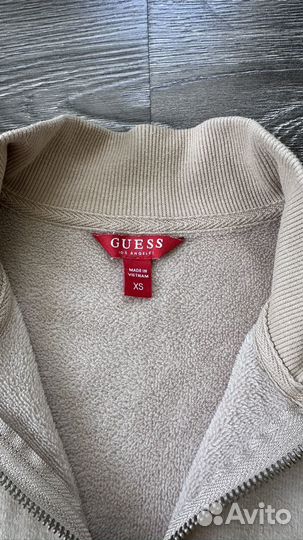 GUESS
LOS ANGELES
MADE IN
VIETNAM
XS
Avito